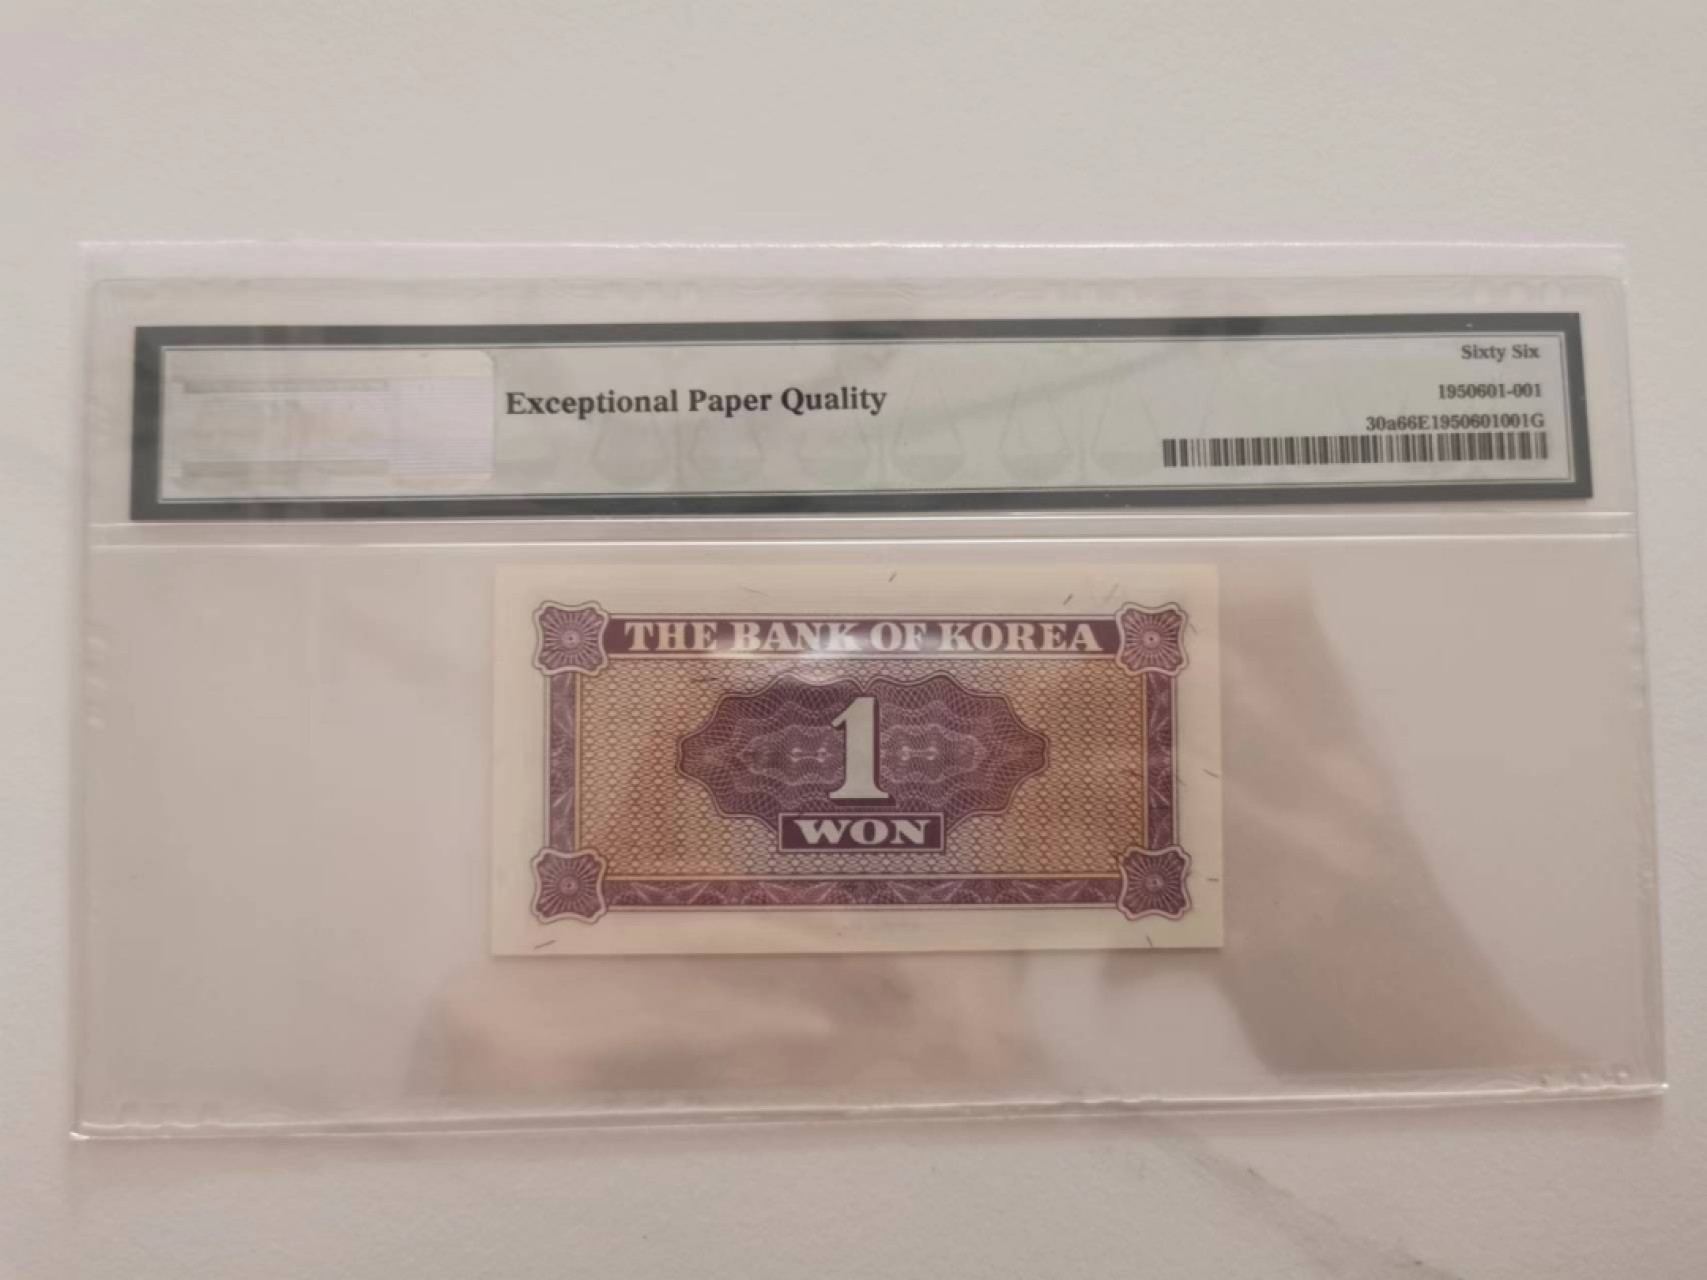 Sixty Six
Exceptional Paper Quality
1950601-001
30a66E1950601001G
THE BANK OF KOREA
1
WON